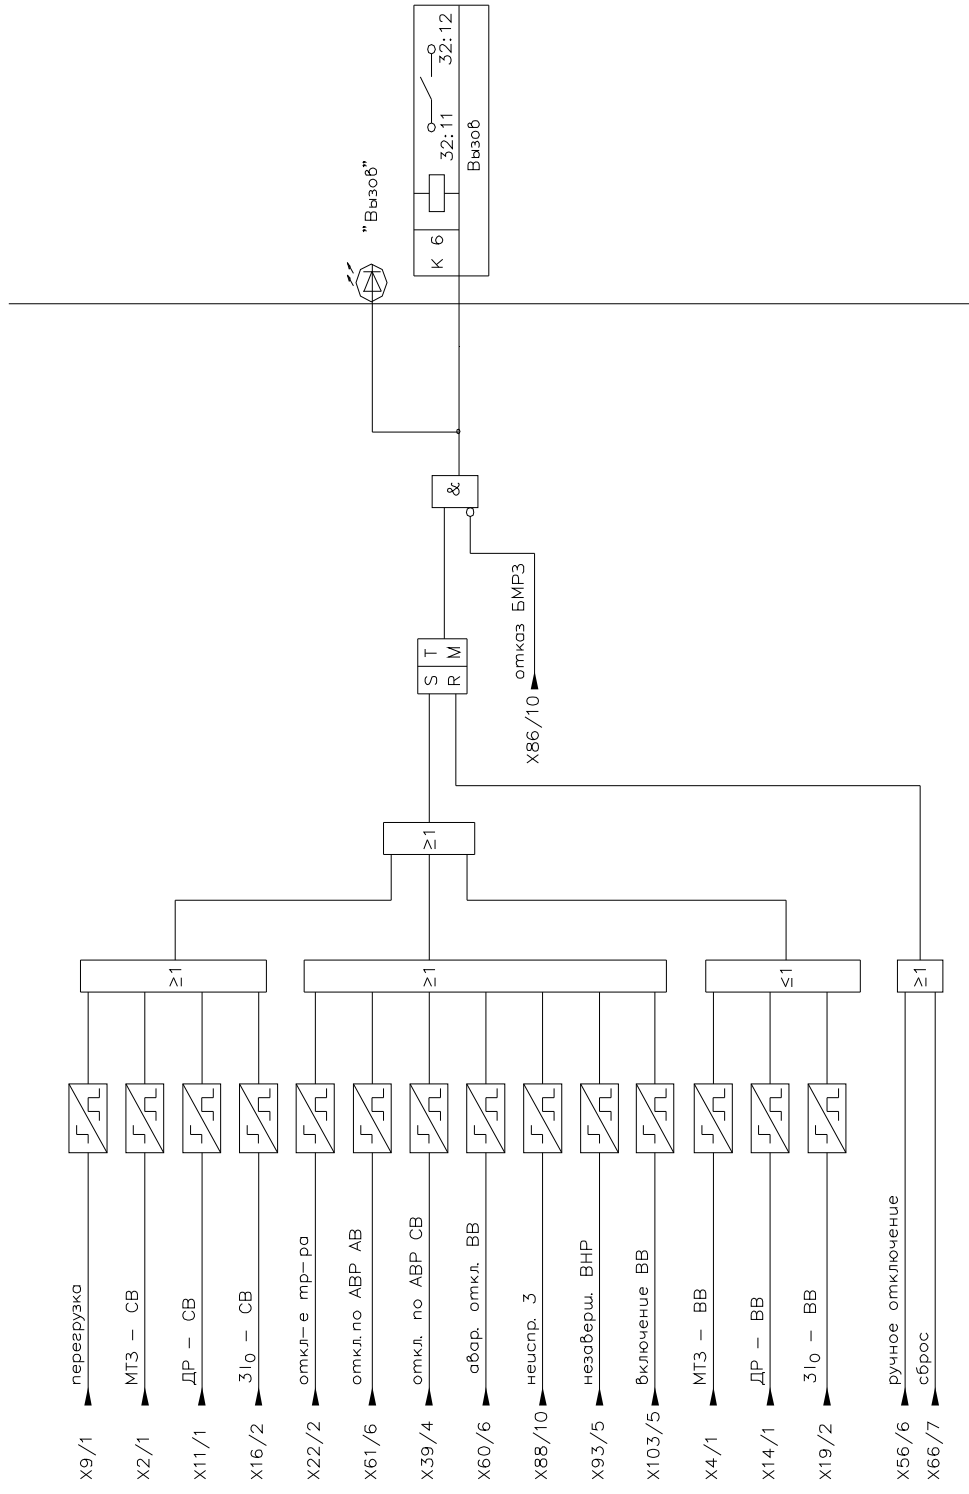 X9/1 перегрузка
X2/1 МТЗ – СВ
X11/1 ДР – СВ
X16/2 3I0 – СВ
X22/2 откл–е тр–ра
X61/6 откл.по АВР АВ
X39/4 откл. по АВР СВ
X60/6 авар. откл. ВВ
X88/10 неиспр. 3
X93/5 незаверш. ВНР
X103/5 включение ВВ
X4/1 МТЗ – ВВ
X14/1 ДР – ВВ
X19/2 3I0 – ВВ
X56/6 ручное отключение
X66/7 сброс
≥1
≥1
≤1
≥1
≥1
S T
R M
X86/10 отказ БМРЗ
&
"Вызов"
К 6
32:11 32:12
Вызов